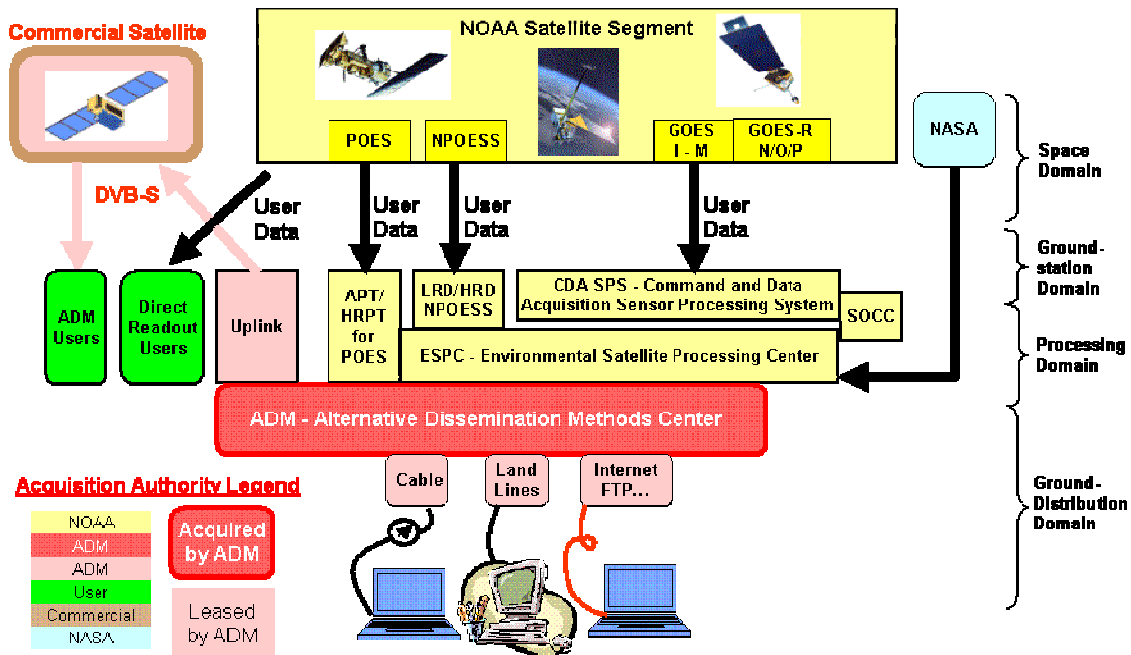 Commercial Satellite
NOAA Satellite Segment
POES
NPOESS
GOES
I - M
GOES-R
N/O/P
NASA
Space
Domain
DVB-S
User
Data
User
Data
User
Data
User
Data
Ground-
station
Domain
ADM
Users
Direct
Readout
Users
Uplink
APT/
HRPT
for
POES
LRD/HRD
NPOESS
CDA SPS - Command and Data
Acquisition Sensor Processing System
SOCC
ESPC - Environmental Satellite Processing Center
Processing
Domain
ADM - Alternative Dissemination Methods Center
Cable
Land
Lines
Internet
FTP...
Ground-
Distribution
Domain
Acquisition Authority Legend
NOAA
ADM
ADM
User
Commercial
NASA
Acquired
by ADM
Leased
by ADM